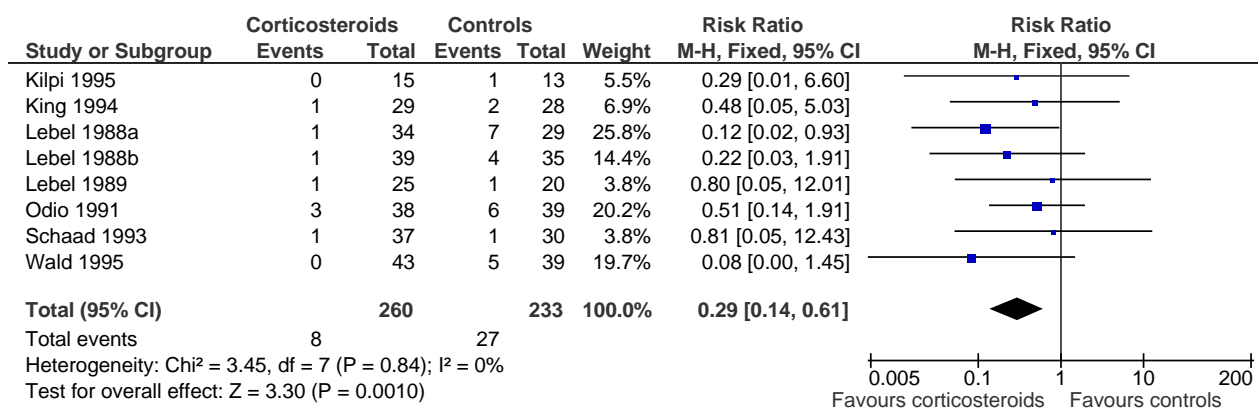 Corticosteroids Controls Risk Ratio Risk Ratio
Study or Subgroup Events Total Events Total Weight M-H, Fixed, 95% CI M-H, Fixed, 95% CI
Kilpi 1995 0 15 1 13 5.5% 0.29 [0.01, 6.60]
King 1994 1 29 2 28 6.9% 0.48 [0.05, 5.03]
Lebel 1988a 1 34 7 29 25.8% 0.12 [0.02, 0.93]
Lebel 1988b 1 39 4 35 14.4% 0.22 [0.03, 1.91]
Lebel 1989 1 25 1 20 3.8% 0.80 [0.05, 12.01]
Odio 1991 3 38 6 39 20.2% 0.51 [0.14, 1.91]
Schaad 1993 1 37 1 30 3.8% 0.81 [0.05, 12.43]
Wald 1995 0 43 5 39 19.7% 0.08 [0.00, 1.45]
Total (95% CI) 260 233 100.0% 0.29 [0.14, 0.61]
Total events 8 27
Heterogeneity: Chi² = 3.45, df = 7 (P = 0.84); I² = 0%
Test for overall effect: Z = 3.30 (P = 0.0010)
0.005 0.1 1 10 200
Favours corticosteroids Favours controls